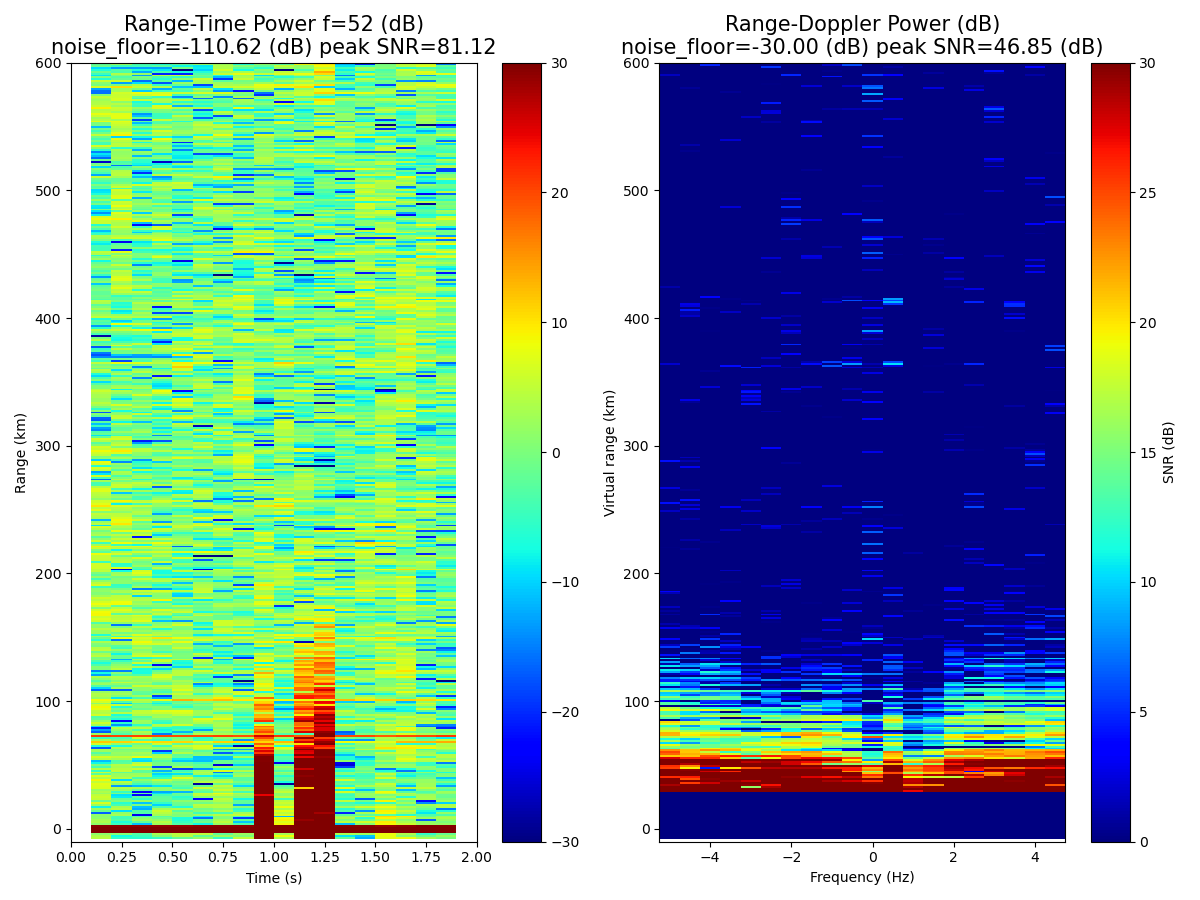 Range-Time Power f=52 (dB)
noise_floor=-110.62 (dB) peak SNR=81.12
Range-Doppler Power (dB)
noise_floor=-30.00 (dB) peak SNR=46.85 (dB)
600
500
400
300
200
100
0
Range (km)
0.00 0.25 0.50 0.75 1.00 1.25 1.50 1.75 2.00
Time (s)
30
20
10
0
−10
−20
−30
600
500
400
300
200
100
0
Virtual range (km)
−4 −2 0 2 4
Frequency (Hz)
30
25
20
15
10
5
0
SNR (dB)